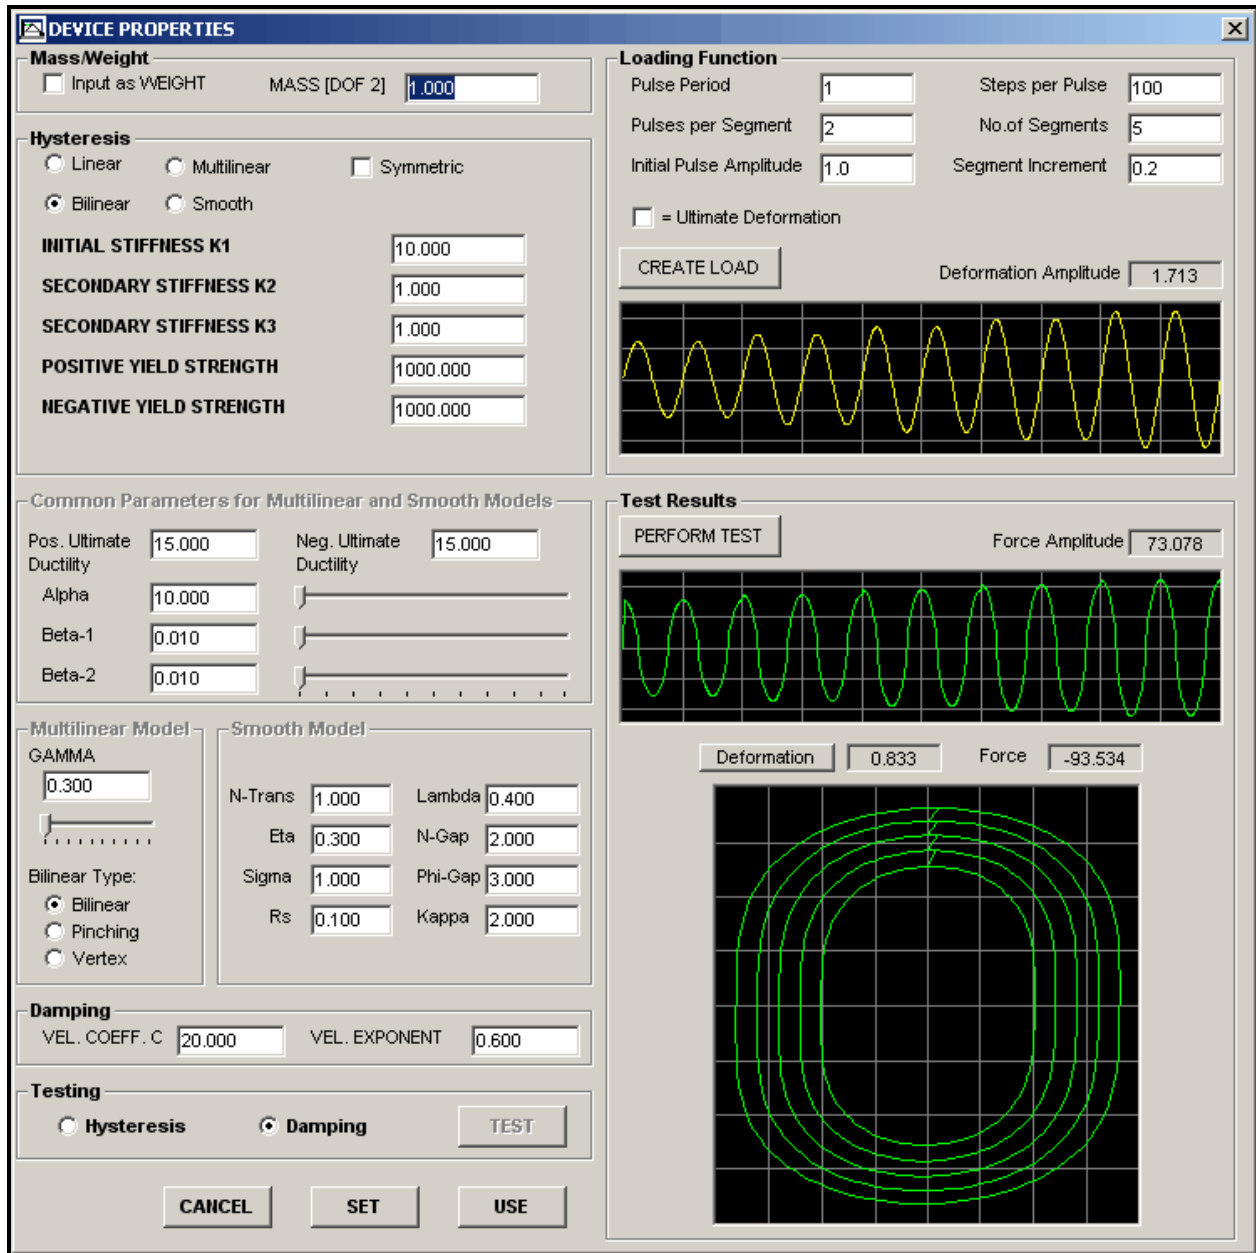 DEVICE PROPERTIES
Mass/Weight
Input as WEIGHT MASS [DOF 2] 1.000
Hysteresis
Linear Multilinear Symmetric
Bilinear Smooth
INITIAL STIFFNESS K1 10.000
SECONDARY STIFFNESS K2 1.000
SECONDARY STIFFNESS K3 1.000
POSITIVE YIELD STRENGTH 1000.000
NEGATIVE YIELD STRENGTH 1000.000
Common Parameters for Multilinear and Smooth Models
Pos. Ultimate Ductility 15.000 Neg. Ultimate Ductility 15.000
Alpha 10.000
Beta-1 0.010
Beta-2 0.010
Multilinear Model
GAMMA
0.300
Bilinear Type:
Bilinear
Pinching
Vertex
Smooth Model
N-Trans 1.000 Lambda 0.400
Eta 0.300 N-Gap 2.000
Sigma 1.000 Phi-Gap 3.000
Rs 0.100 Kappa 2.000
Damping
VEL. COEFF. C 20.000 VEL. EXPONENT 0.600
Testing
Hysteresis Damping TEST
CANCEL SET USE
Loading Function
Pulse Period 1 Steps per Pulse 100
Pulses per Segment 2 No.of Segments 5
Initial Pulse Amplitude 1.0 Segment Increment 0.2
= Ultimate Deformation
CREATE LOAD Deformation Amplitude 1.713
Test Results
PERFORM TEST Force Amplitude 73.078
Deformation 0.833 Force -93.534